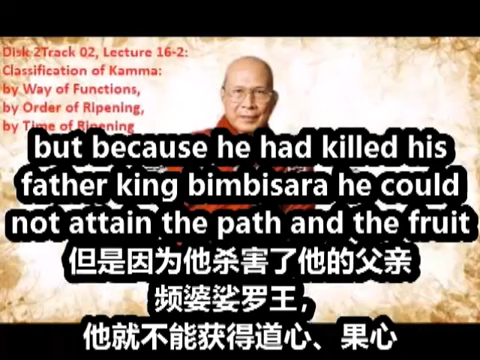 Disk 2Track 02, Lecture 16-2:
Classification of Kamma:
by Way of Functions,
by Order of Ripening,
by Time of Ripening
but because he had killed his
father king bimbisara he could
not attain the path and the fruit
但是因为他杀害了他的父亲
频婆娑罗王，
他就不能获得道心、果心